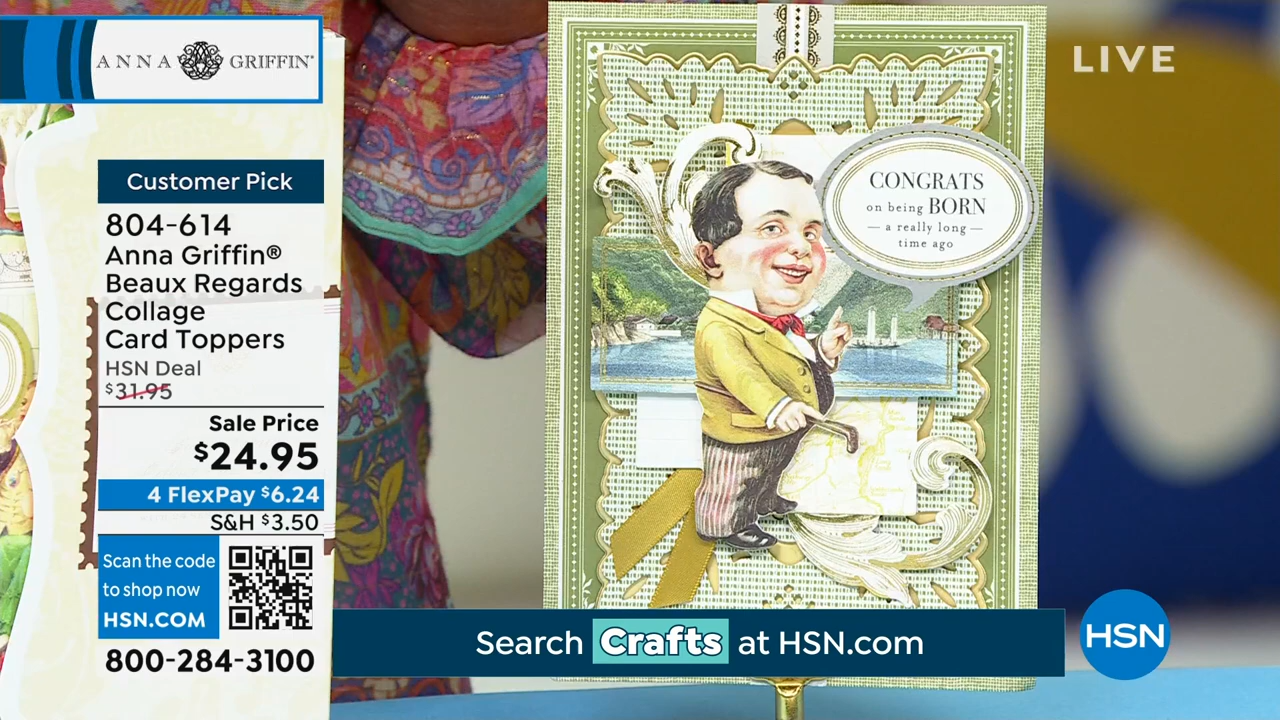 ANNA GRIFFIN
LIVE
Customer Pick
804-614
Anna Griffin®
Beaux Regards
Collage
Card Toppers
HSN Deal
$31.95
Sale Price
$24.95
4 FlexPay $6.24
S&H $3.50
Scan the code
to shop now
HSN.COM
800-284-3100
CONGRATS
on being BORN
— a really long —
time ago
Search Crafts at HSN.com
HSN